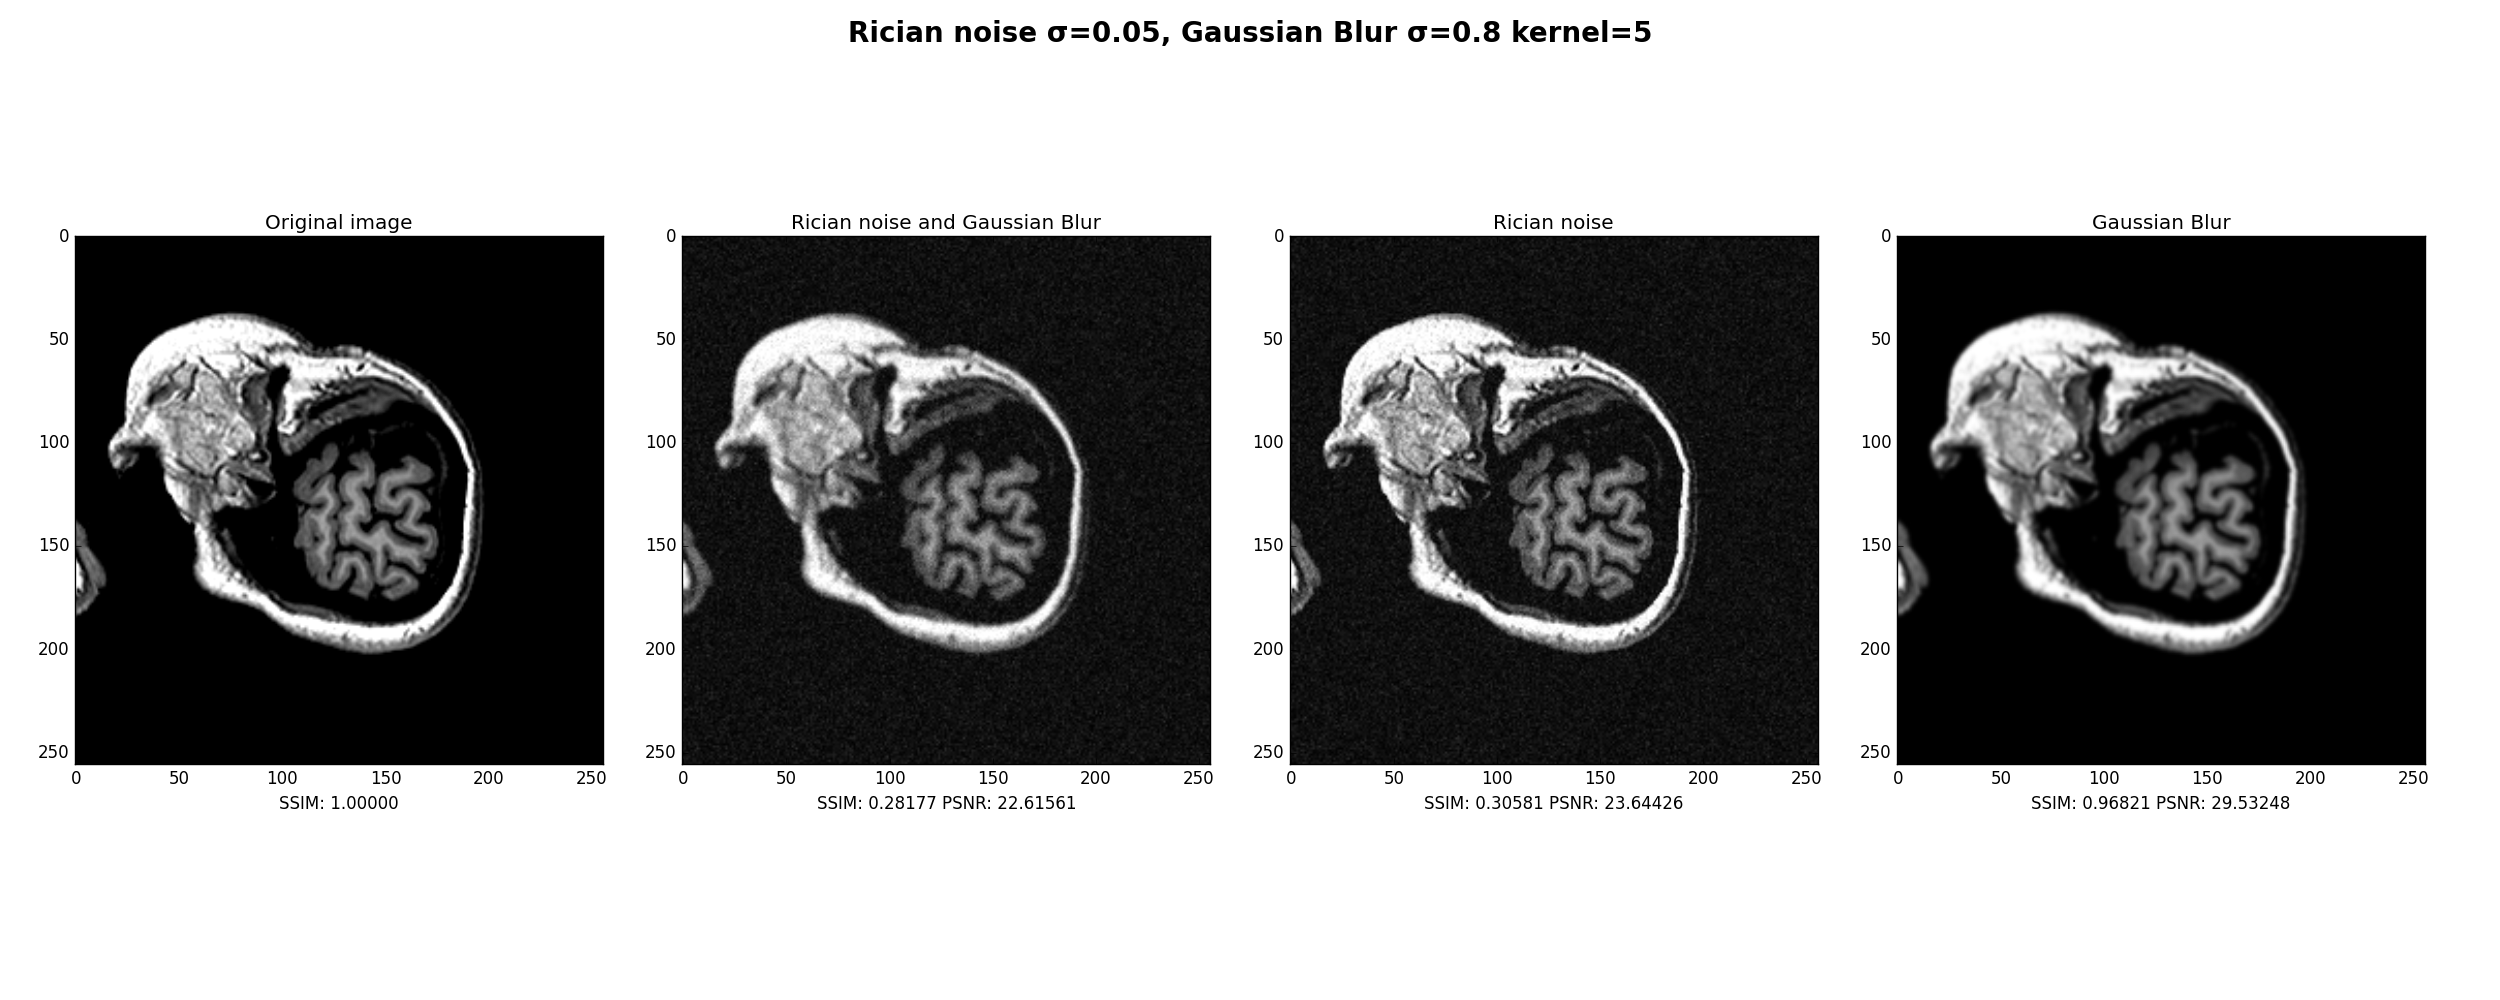 Rician noise σ=0.05, Gaussian Blur σ=0.8 kernel=5
Original image
0
50
100
150
200
250
0 50 100 150 200 250
SSIM: 1.00000
Rician noise and Gaussian Blur
0
50
100
150
200
250
0 50 100 150 200 250
SSIM: 0.28177 PSNR: 22.61561
Rician noise
0
50
100
150
200
250
0 50 100 150 200 250
SSIM: 0.30581 PSNR: 23.64426
Gaussian Blur
0
50
100
150
200
250
0 50 100 150 200 250
SSIM: 0.96821 PSNR: 29.53248